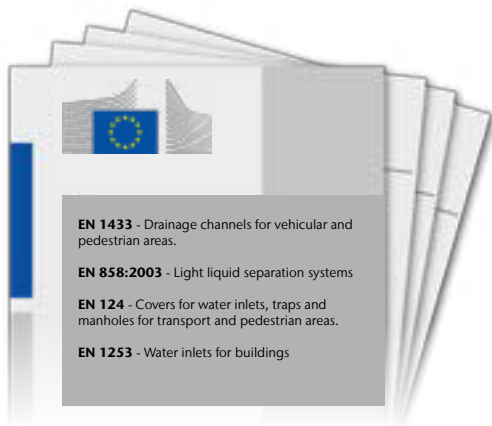 EN 1433 - Drainage channels for vehicular and
pedestrian areas.
EN 858:2003 - Light liquid separation systems
EN 124 - Covers for water inlets, traps and
manholes for transport and pedestrian areas.
EN 1253 - Water inlets for buildings